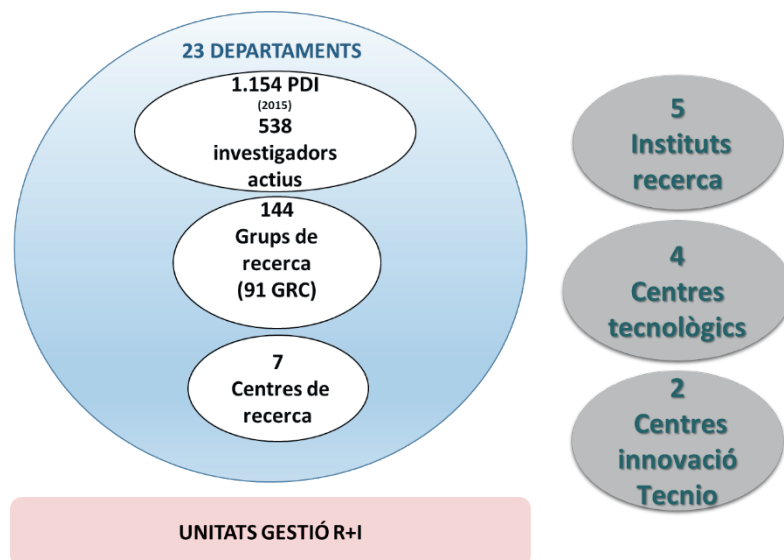 23 DEPARTAMENTS
1.154 PDI
(2015)
538
investigadors
actius
144
Grups de
recerca
(91 GRC)
7
Centres de
recerca
UNITATS GESTIÓ R+I
5
Instituts
recerca
4
Centres
tecnològics
2
Centres
innovació
Tecnio